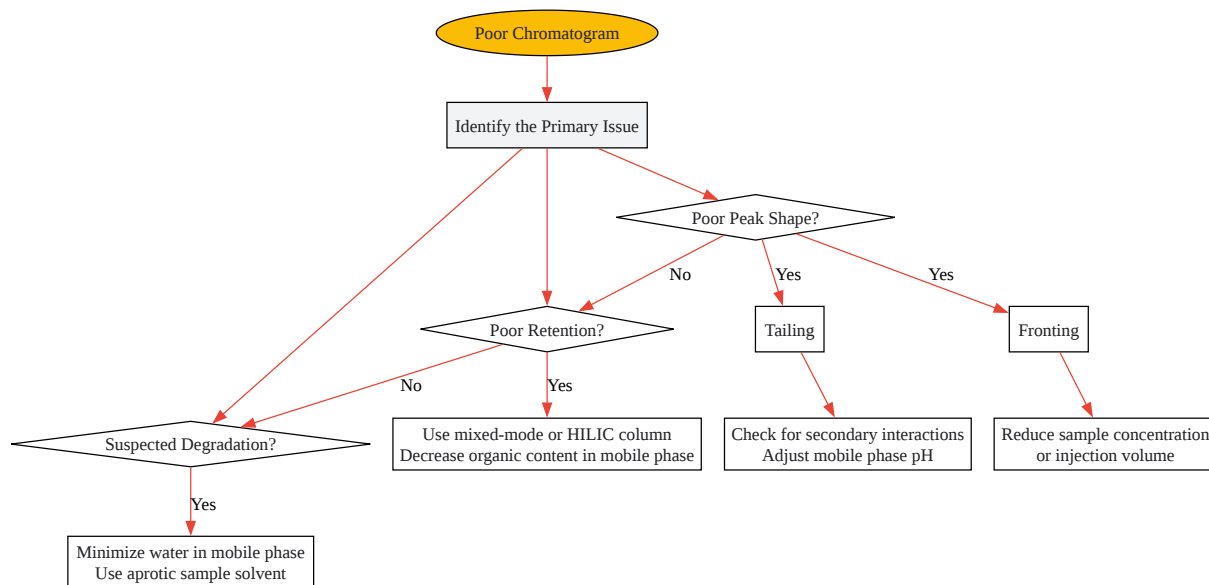 Poor Chromatogram
Identify the Primary Issue
Poor Peak Shape?
No
Yes
Yes
Poor Retention?
Tailing
Fronting
No
Yes
Suspected Degradation?
Use mixed-mode or HILIC column
Decrease organic content in mobile phase
Check for secondary interactions
Adjust mobile phase pH
Reduce sample concentration
or injection volume
Yes
Minimize water in mobile phase
Use aprotic sample solvent